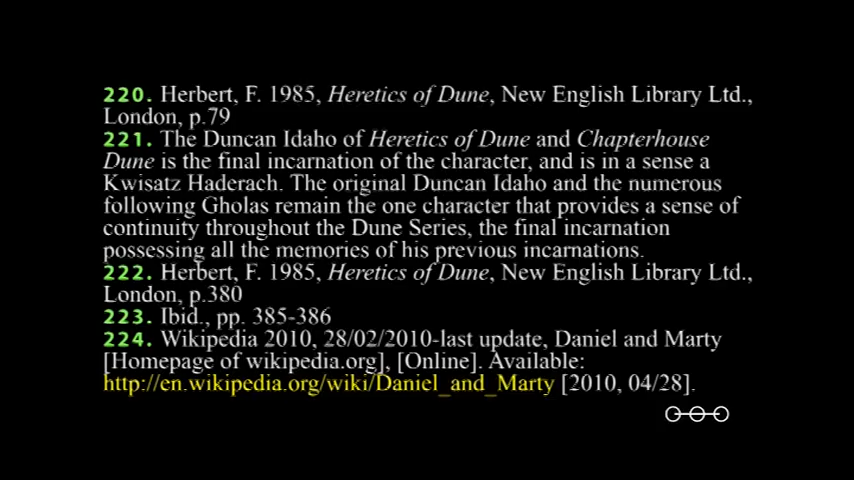 220. Herbert, F. 1985, Heretics of Dune, New English Library Ltd.,
London, p.79
221. The Duncan Idaho of Heretics of Dune and Chapterhouse
Dune is the final incarnation of the character, and is in a sense a
Kwisatz Haderach. The original Duncan Idaho and the numerous
following Gholas remain the one character that provides a sense of
continuity throughout the Dune Series, the final incarnation
possessing all the memories of his previous incarnations.
222. Herbert, F. 1985, Heretics of Dune, New English Library Ltd.,
London, p.380
223. Ibid., pp. 385-386
224. Wikipedia 2010, 28/02/2010-last update, Daniel and Marty
[Homepage of wikipedia.org], [Online]. Available:
http://en.wikipedia.org/wiki/Daniel_and_Marty [2010, 04/28].